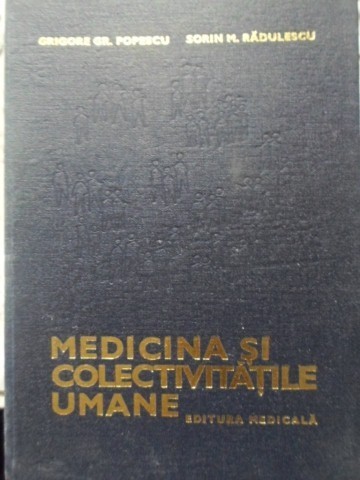 GRIGORE GR. POPESCU SORIN M. RĂDULESCU
MEDICINA ȘI
COLECTIVITĂȚILE
UMANE
EDITURA MEDICALĂ